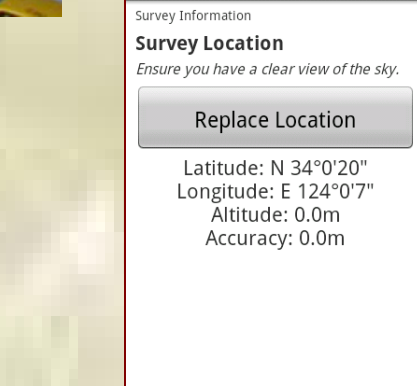 Survey Information
Survey Location
Ensure you have a clear view of the sky.
Replace Location
Latitude: N 34°0'20"
Longitude: E 124°0'7"
Altitude: 0.0m
Accuracy: 0.0m